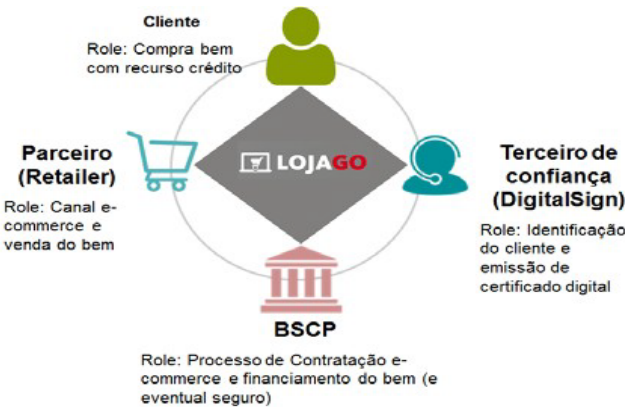 Cliente
Role: Compra bem
com recurso crédito
LOJAGO
Parceiro
(Retailer)
Role: Canal e-
commerce e
venda do bem
Terceiro de
confiança
(DigitalSign)
Role: Identificação
do cliente e
emissão de
certificado digital
BSCP
Role: Processo de Contratação e-
commerce e financiamento do bem (e
eventual seguro)